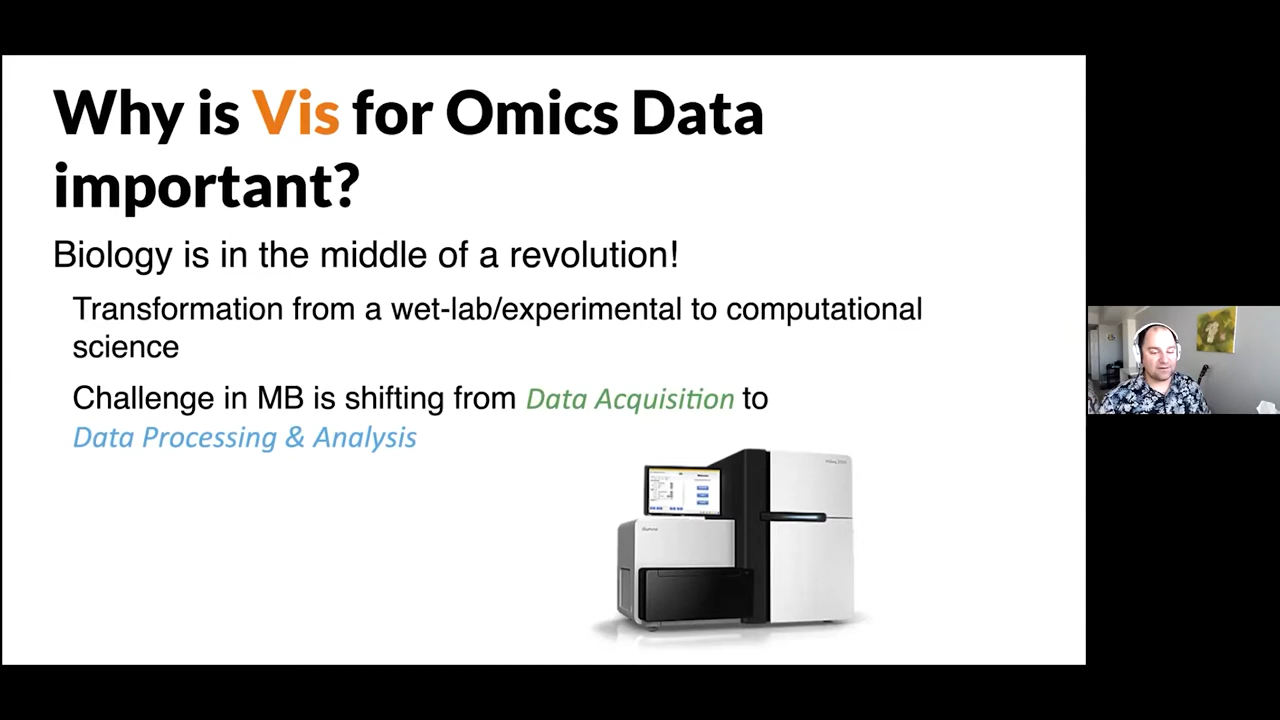 Why is Vis for Omics Data
important?
Biology is in the middle of a revolution!
Transformation from a wet-lab/experimental to computational
science
Challenge in MB is shifting from Data Acquisition to
Data Processing & Analysis
illumina